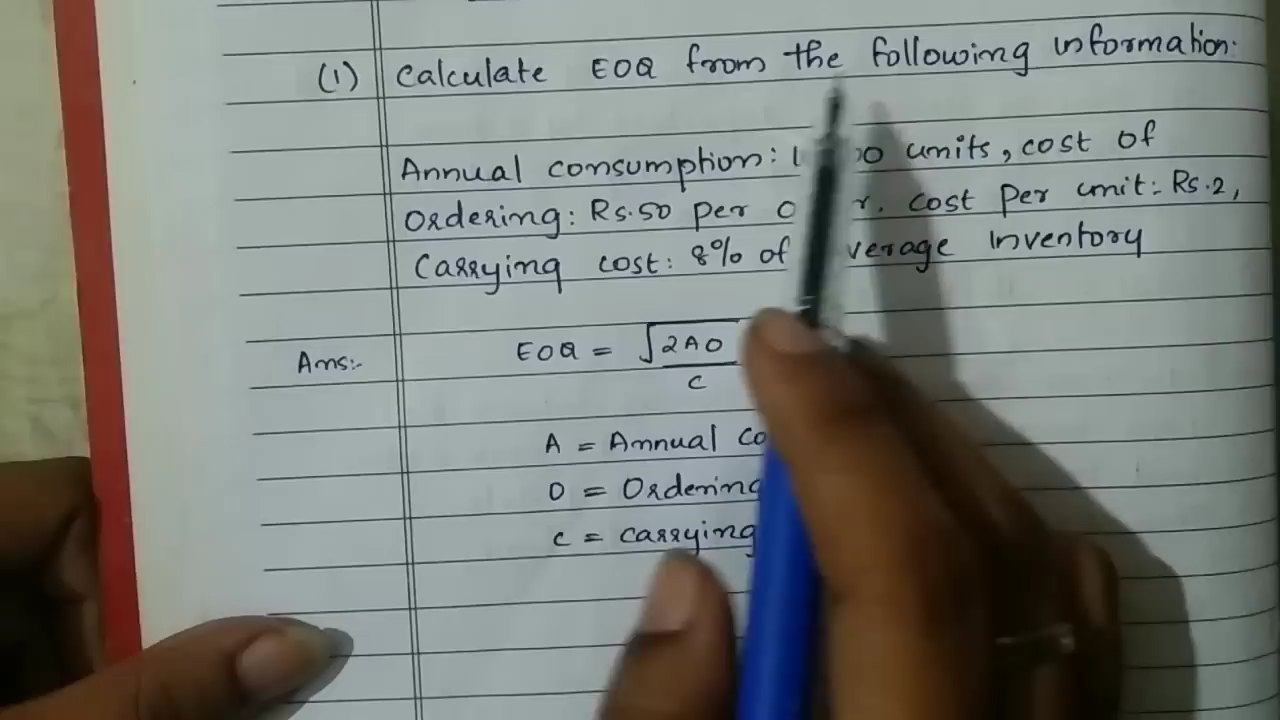 (1) Calculate EOQ from the following information:
Annual consumption: units, cost of
Ordering: Rs.50 per cost per unit:- Rs.2,
Carrying cost: 8% of inventory
Ans:- EOQ = √2AO
C
A = Annual
O = Ordering
C = Carrying